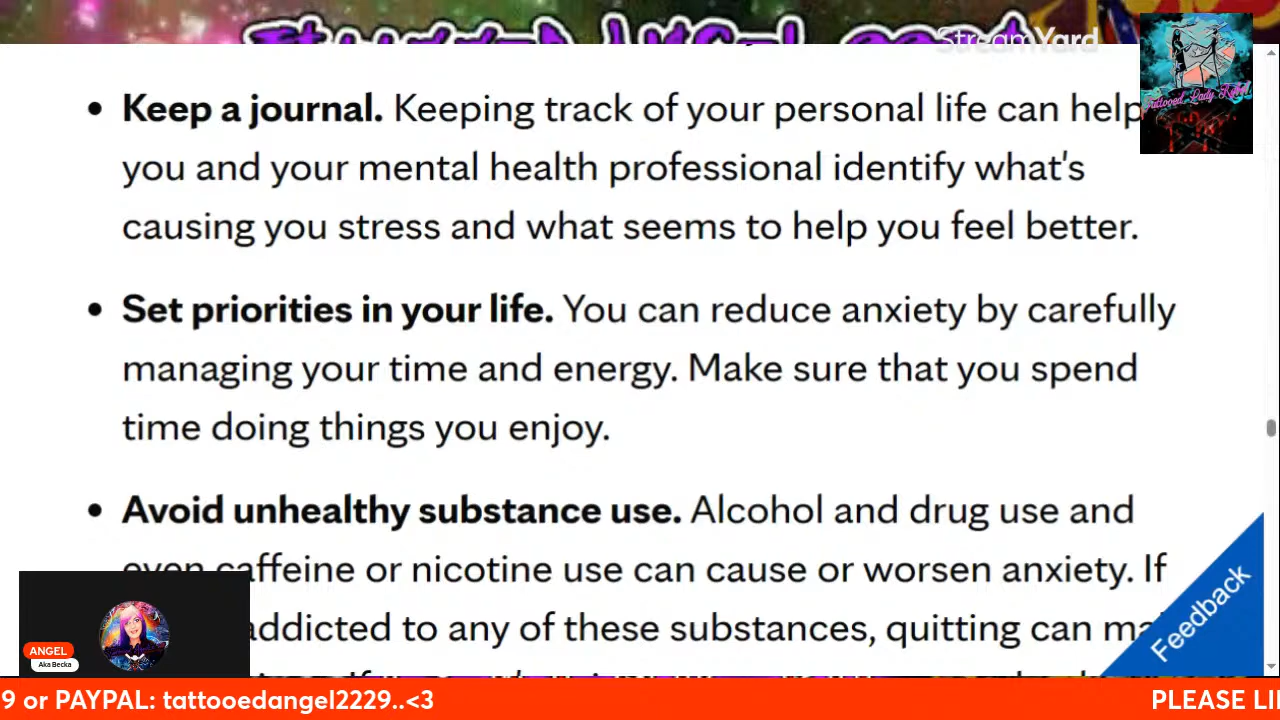 StreamYard
Keep a journal. Keeping track of your personal life can help
you and your mental health professional identify what's
causing you stress and what seems to help you feel better.
Set priorities in your life. You can reduce anxiety by carefully
managing your time and energy. Make sure that you spend
time doing things you enjoy.
Avoid unhealthy substance use. Alcohol and drug use and
even caffeine or nicotine use can cause or worsen anxiety. If
addicted to any of these substances, quitting can
Feedback
ANGEL
Aka Becka
9 or PAYPAL: tattooedangel2229..<3
PLEASE